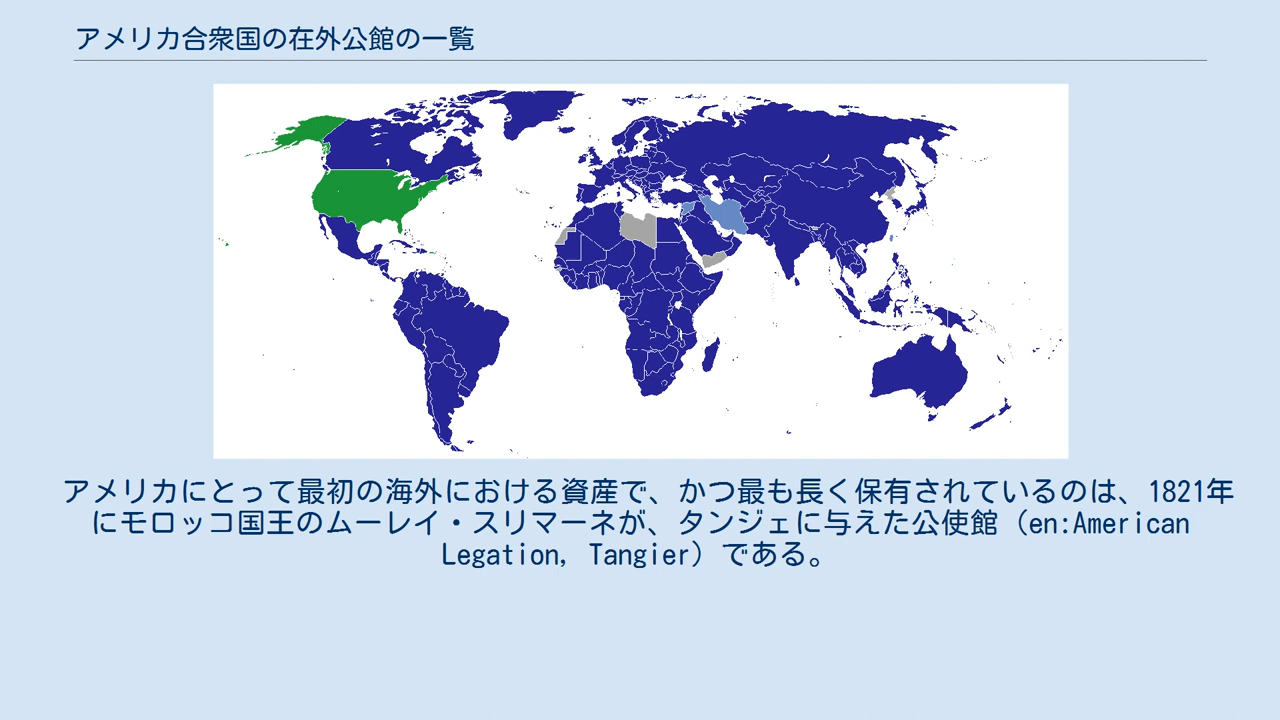 アメリカ合衆国の在外公館の一覧
アメリカにとって最初の海外における資産で、かつ最も長く保有されているのは、1821年
にモロッコ国王のムーレイ・スリマーネが、タンジェに与えた公使館（en:American
Legation, Tangier）である。